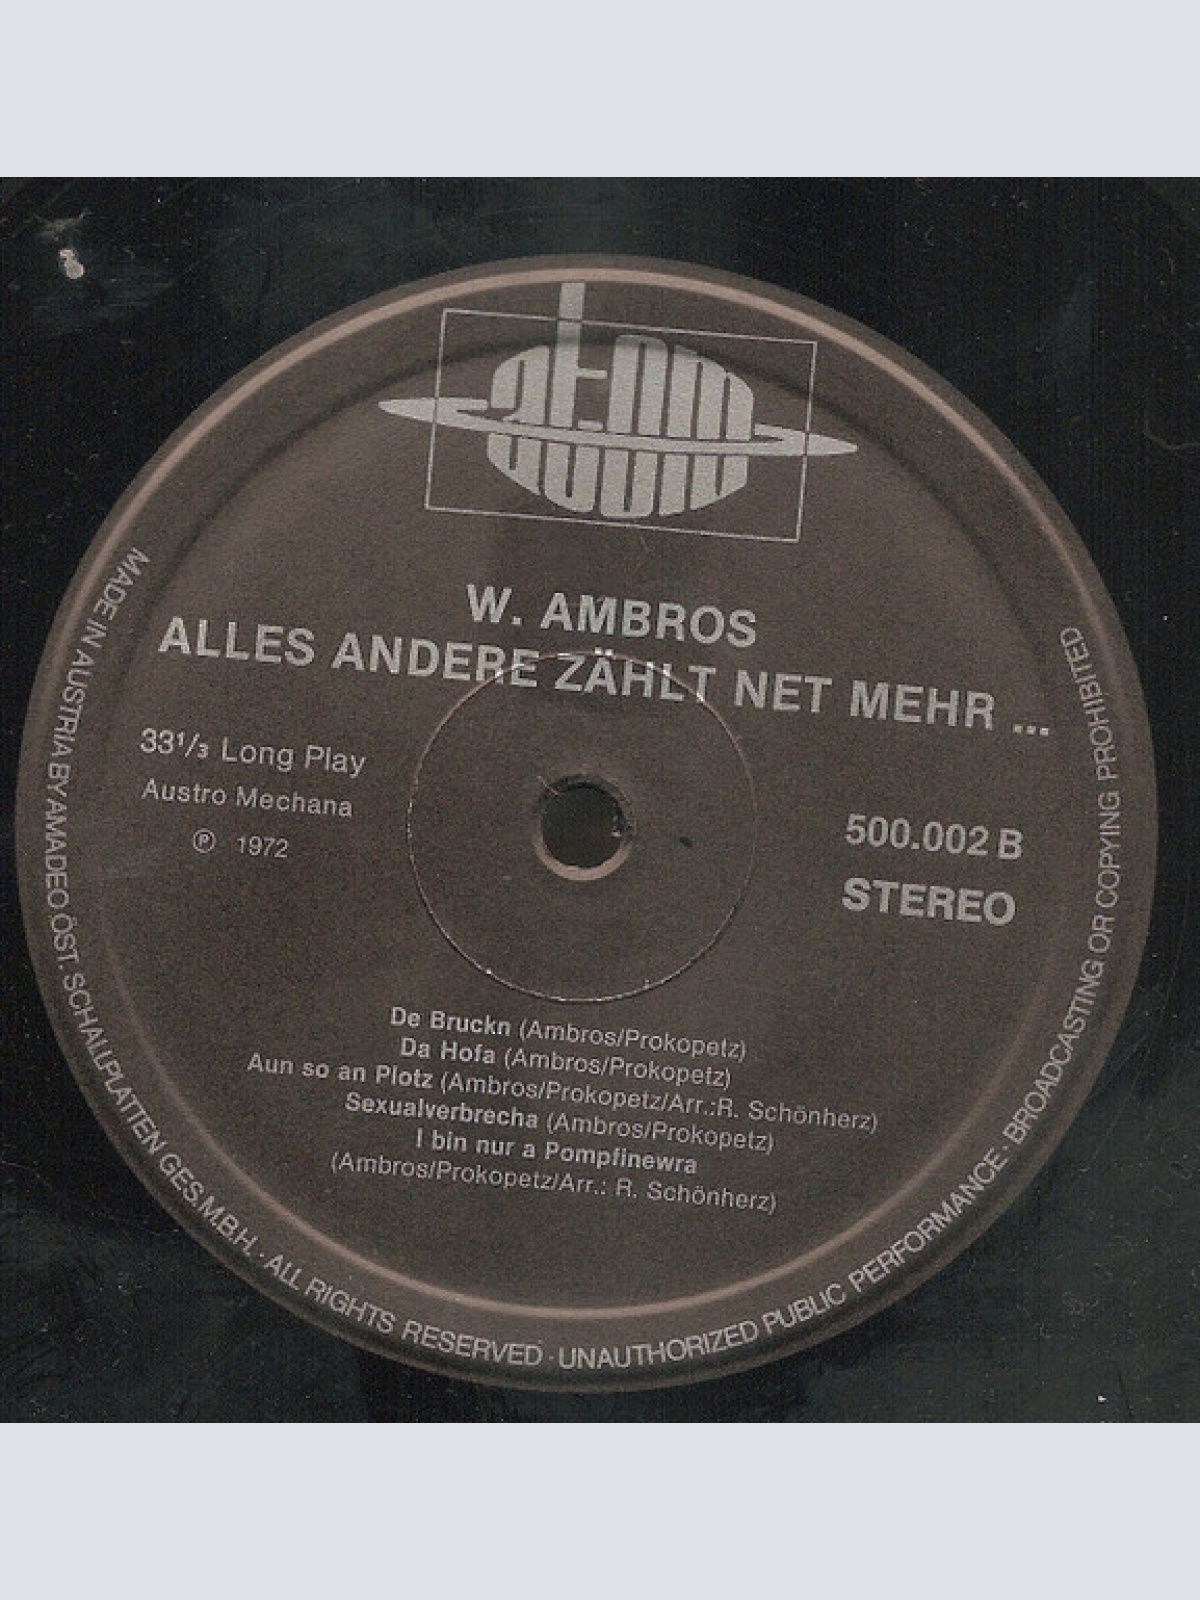 atom
W. AMBROS
ALLES ANDERE ZÄHLT NET MEHR ...
33⅓ Long Play
Austro Mechana
℗ 1972
500.002 B
STEREO
De Bruckn (Ambros/Prokopetz)
Da Hofa (Ambros/Prokopetz)
Aun so an Plotz (Ambros/Prokopetz/Arr.:R. Schönherz)
Sexualverbrecha (Ambros/Prokopetz)
I bin nur a Pompfinewra
(Ambros/Prokopetz/Arr.: R. Schönherz)
MADE IN AUSTRIA BY AMADEO ÖST. SCHALLPLATTEN GES.M.B.H. · ALL RIGHTS RESERVED · UNAUTHORIZED PUBLIC PERFORMANCE · BROADCASTING OR COPYING PROHIBITED